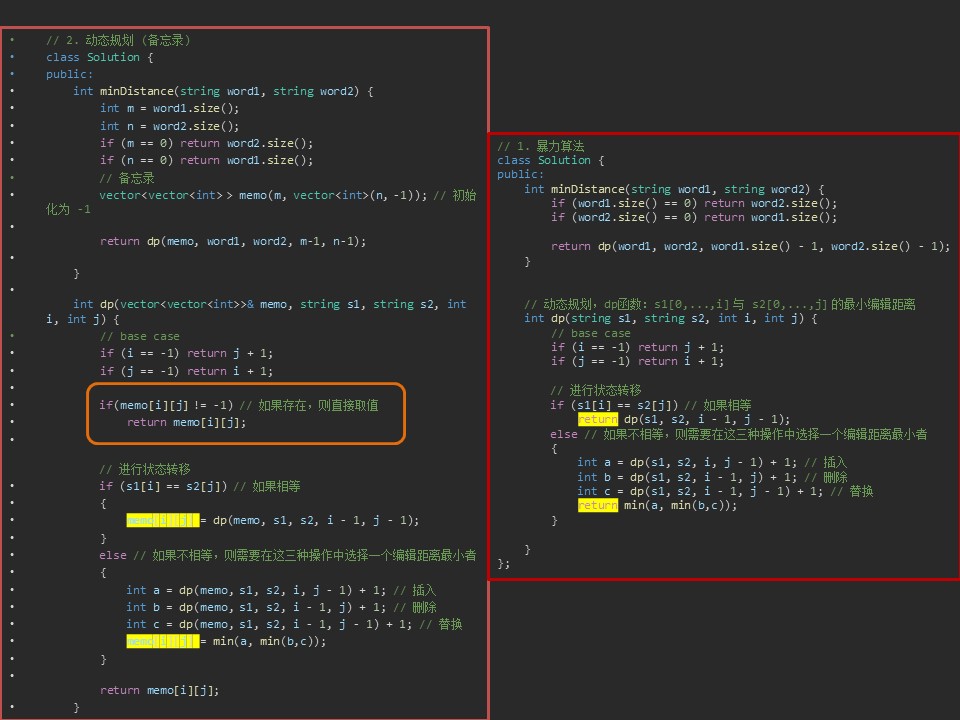 // 2. 动态规划 (备忘录)
class Solution {
public:
    int minDistance(string word1, string word2) {
        int m = word1.size();
        int n = word2.size();
        if (m == 0) return word2.size();
        if (n == 0) return word1.size();
        // 备忘录
        vector<vector<int> > memo(m, vector<int>(n, -1)); // 初始
化为 -1
        return dp(memo, word1, word2, m-1, n-1);
    }
    int dp(vector<vector<int>>& memo, string s1, string s2, int
i, int j) {
        // base case
        if (i == -1) return j + 1;
        if (j == -1) return i + 1;
        if(memo[i][j] != -1) // 如果存在, 则直接取值
            return memo[i][j];
        // 进行状态转移
        if (s1[i] == s2[j]) // 如果相等
        {
            memo[i][j] = dp(memo, s1, s2, i - 1, j - 1);
        }
        else // 如果不相等, 则需要在这三种操作中选择一个编辑距离最小者
        {
            int a = dp(memo, s1, s2, i, j - 1) + 1; // 插入
            int b = dp(memo, s1, s2, i - 1, j) + 1; // 删除
            int c = dp(memo, s1, s2, i - 1, j - 1) + 1; // 替换
            memo[i][j] = min(a, min(b,c));
        }
        return memo[i][j];
    }
// 1. 暴力算法
class Solution {
public:
    int minDistance(string word1, string word2) {
        if (word1.size() == 0) return word2.size();
        if (word2.size() == 0) return word1.size();
        return dp(word1, word2, word1.size() - 1, word2.size() - 1);
    }
    // 动态规划, dp函数: s1[0,...,i] 与 s2[0,...,j] 的最小编辑距离
    int dp(string s1, string s2, int i, int j) {
        // base case
        if (i == -1) return j + 1;
        if (j == -1) return i + 1;
        // 进行状态转移
        if (s1[i] == s2[j]) // 如果相等
            return dp(s1, s2, i - 1, j - 1);
        else // 如果不相等, 则需要在这三种操作中选择一个编辑距离最小者
        {
            int a = dp(s1, s2, i, j - 1) + 1; // 插入
            int b = dp(s1, s2, i - 1, j) + 1; // 删除
            int c = dp(s1, s2, i - 1, j - 1) + 1; // 替换
            return min(a, min(b,c));
        }
    }
};